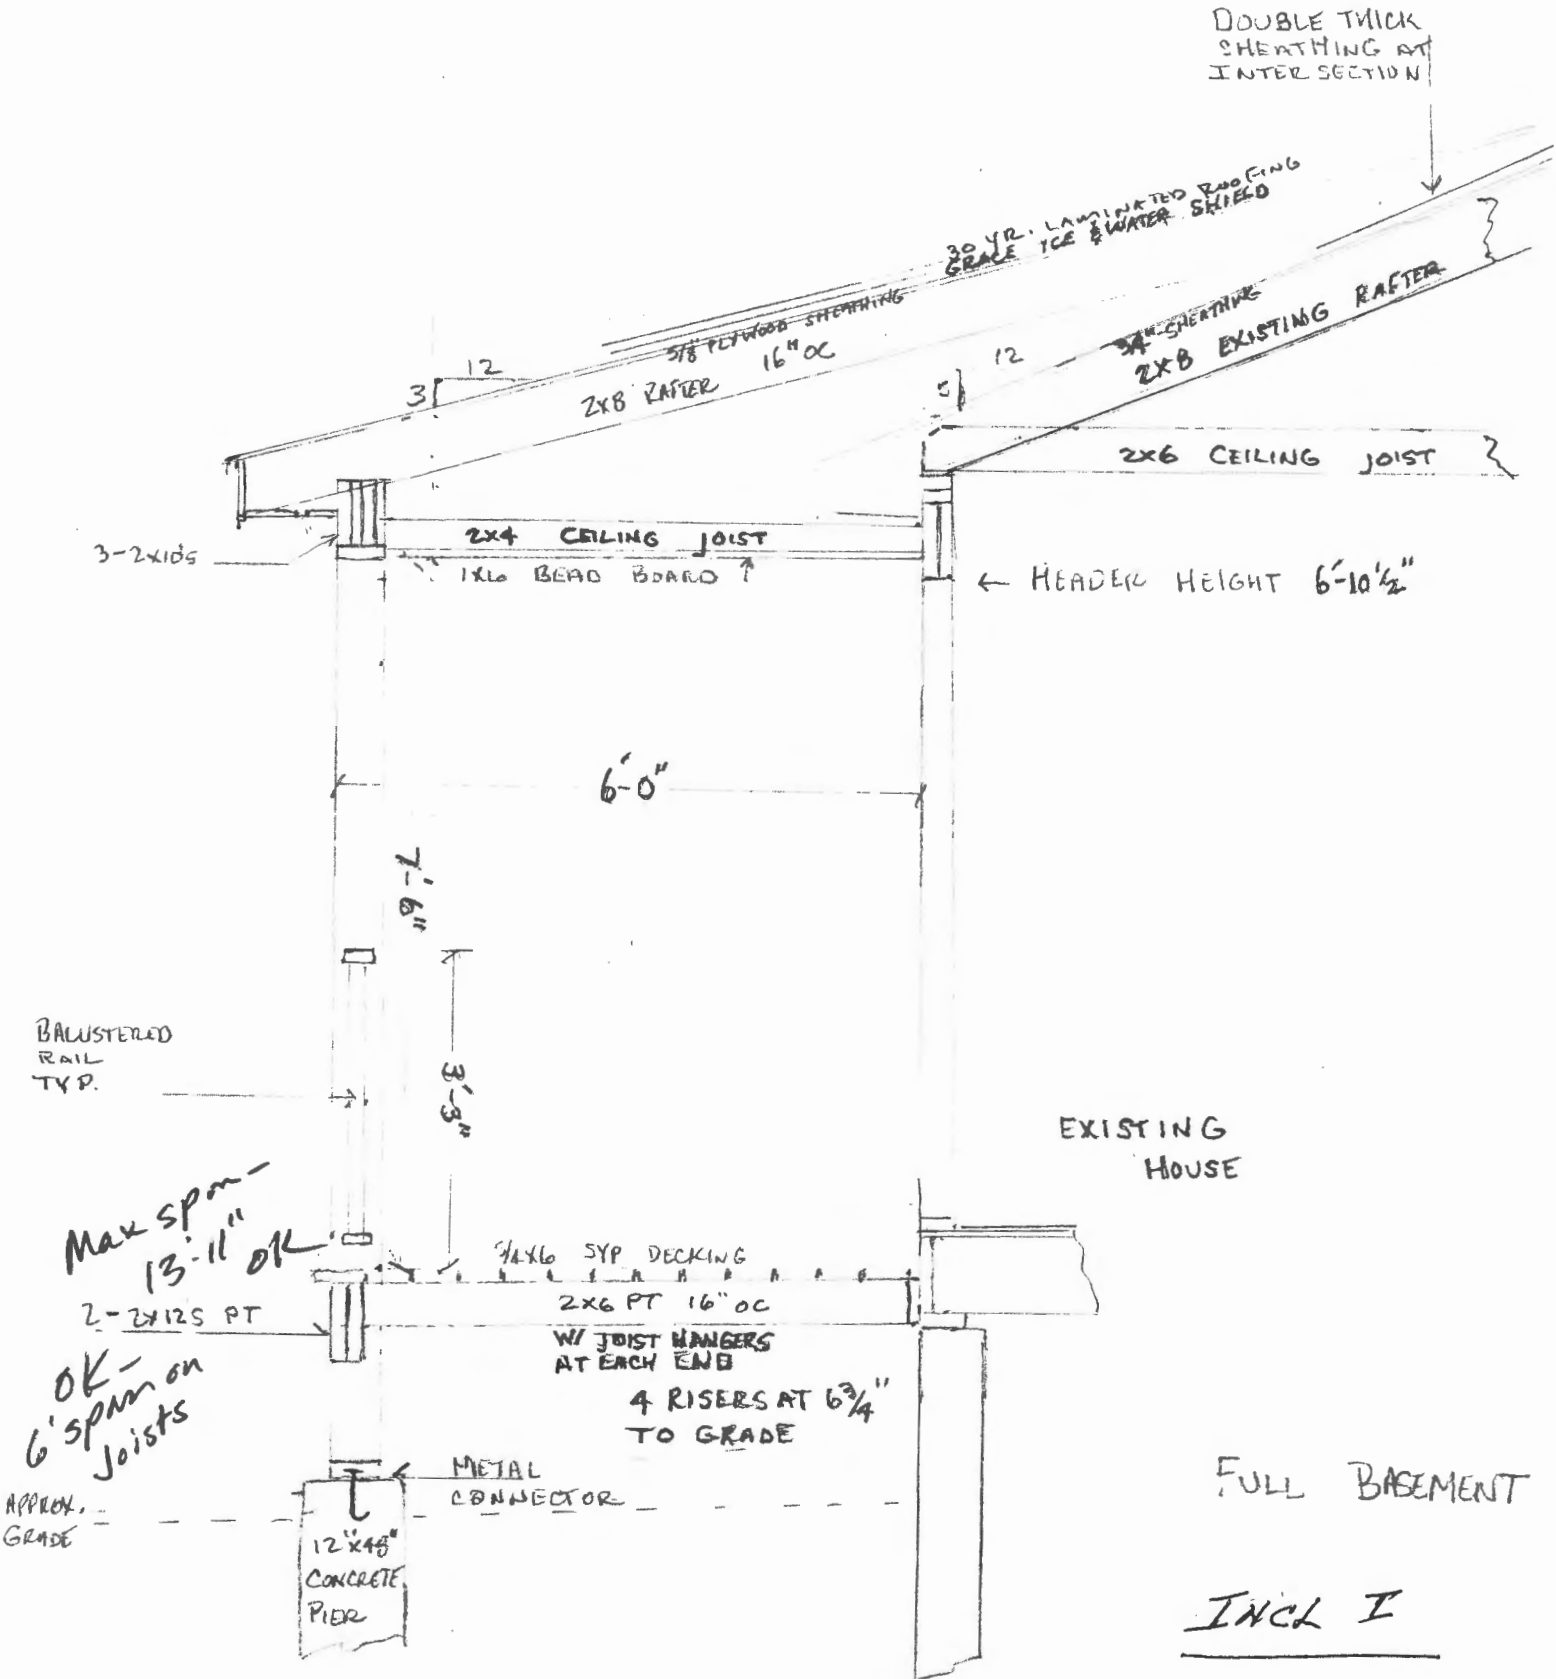 DOUBLE THICK
SHEATHING AT
INTERSECTION
30 YR. LAMINATED ROOFING
GRACE ICE & WATER SHIELD
5/8" PLYWOOD SHEATHING
2X8 RAFTER 16" OC
3/4" SHEATHING
2X8 EXISTING RAFTER
12
3
12
5
2X6 CEILING JOIST
3-2X10'S
2X4 CEILING JOIST
1X6 BEAD BOARD
← HEADER HEIGHT 6'-10 1/2"
6'-0"
7'-6"
3'-3"
BALUSTERED
RAIL
TYP.
EXISTING
HOUSE
Max span -
13'-11" OK
5/4X6 SYP DECKING
2-2X12S PT
2X6 PT 16" OC
W/ JOIST HANGERS
AT EACH END
OK -
6' span on
joists
4 RISERS AT 6 3/4"
TO GRADE
METAL
CONNECTOR
FULL BASEMENT
APPROX.
GRADE
12"X48"
CONCRETE
PIER
INCL I